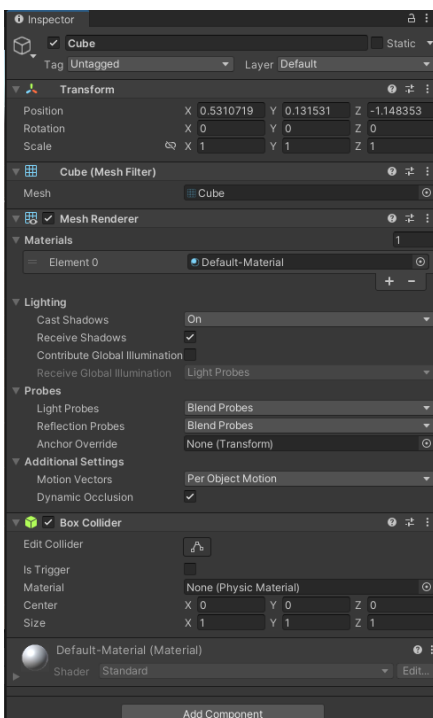 Inspector
Cube Static
Tag Untagged Layer Default
Transform
Position X 0.5310719 Y 0.131531 Z -1.148353
Rotation X 0 Y 0 Z 0
Scale X 1 Y 1 Z 1
Cube (Mesh Filter)
Mesh Cube
Mesh Renderer
Materials 1
Element 0 Default-Material
+ −
Lighting
Cast Shadows On
Receive Shadows
Contribute Global Illumination
Receive Global Illumination Light Probes
Probes
Light Probes Blend Probes
Reflection Probes Blend Probes
Anchor Override None (Transform)
Additional Settings
Motion Vectors Per Object Motion
Dynamic Occlusion
Box Collider
Edit Collider
Is Trigger
Material None (Physic Material)
Center X 0 Y 0 Z 0
Size X 1 Y 1 Z 1
Default-Material (Material)
Shader Standard Edit...
Add Component